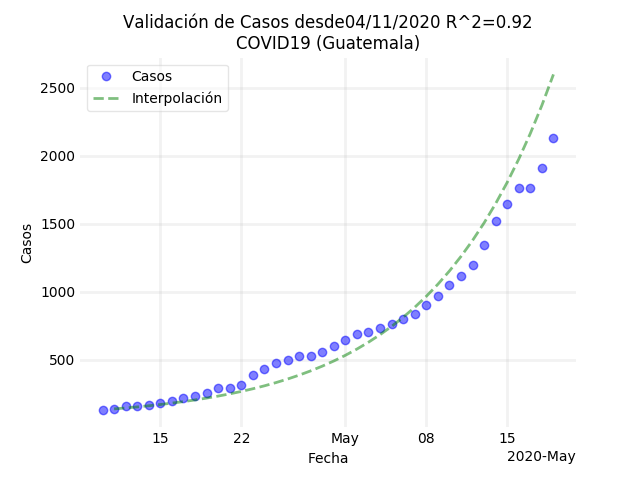 Validación de Casos desde04/11/2020 R^2=0.92
COVID19 (Guatemala)
Casos
Interpolación
2500
2000
1500
1000
500
Casos
15
22
May
08
15
Fecha
2020-May